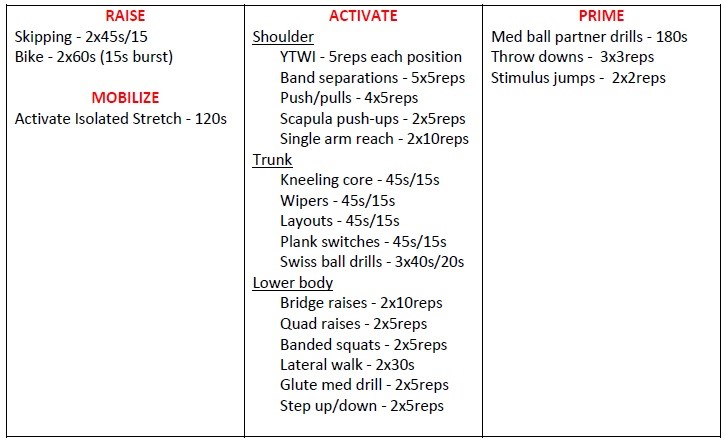 RAISE
Skipping - 2x45s/15
Bike - 2x60s (15s burst)
MOBILIZE
Activate Isolated Stretch - 120s
ACTIVATE
Shoulder
YTWI - 5reps each position
Band separations - 5x5reps
Push/pulls - 4x5reps
Scapula push-ups - 2x5reps
Single arm reach - 2x10reps
Trunk
Kneeling core - 45s/15s
Wipers - 45s/15s
Layouts - 45s/15s
Plank switches - 45s/15s
Swiss ball drills - 3x40s/20s
Lower body
Bridge raises - 2x10reps
Quad raises - 2x5reps
Banded squats - 2x5reps
Lateral walk - 2x30s
Glute med drill - 2x5reps
Step up/down - 2x5reps
PRIME
Med ball partner drills - 180s
Throw downs - 3x3reps
Stimulus jumps - 2x2reps